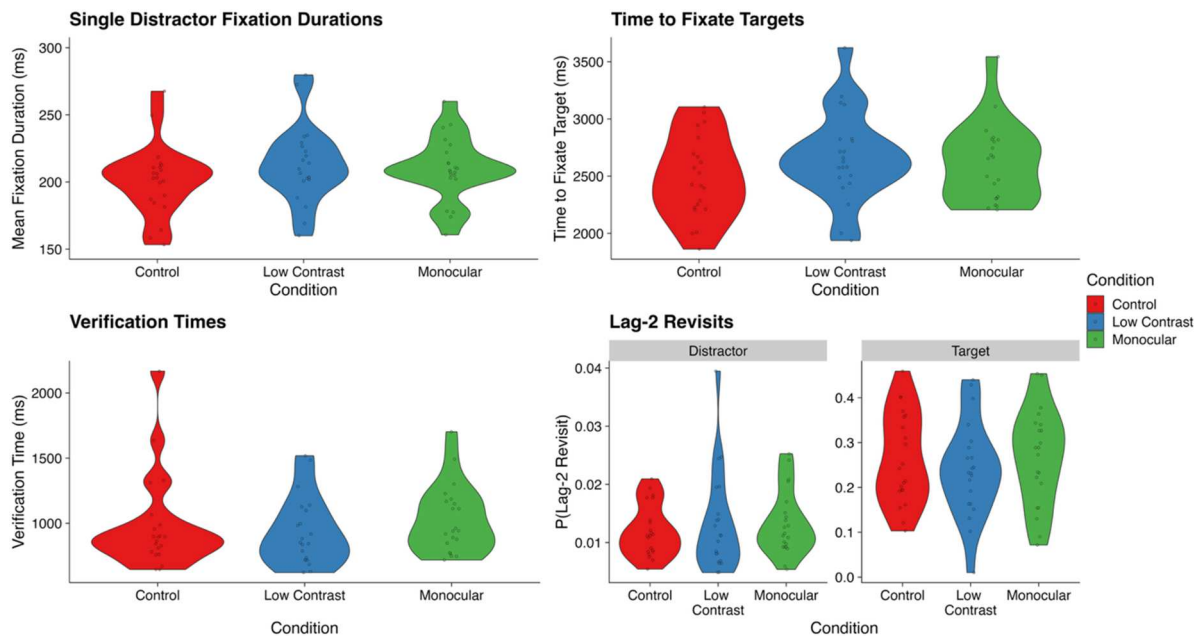 Single Distractor Fixation Durations
Mean Fixation Duration (ms)
300
250
200
150
Control
Low Contrast
Monocular
Condition
Time to Fixate Targets
Time to Fixate Target (ms)
3500
3000
2500
2000
Control
Low Contrast
Monocular
Condition
Condition
Control
Low Contrast
Monocular
Verification Times
Verification Time (ms)
2000
1500
1000
Control
Low Contrast
Monocular
Condition
Lag-2 Revisits
P(Lag-2 Revisit)
Distractor
0.04
0.03
0.02
0.01
Control
Low
Contrast
Monocular
Target
0.4
0.3
0.2
0.1
0.0
Control
Low
Contrast
Monocular
Condition